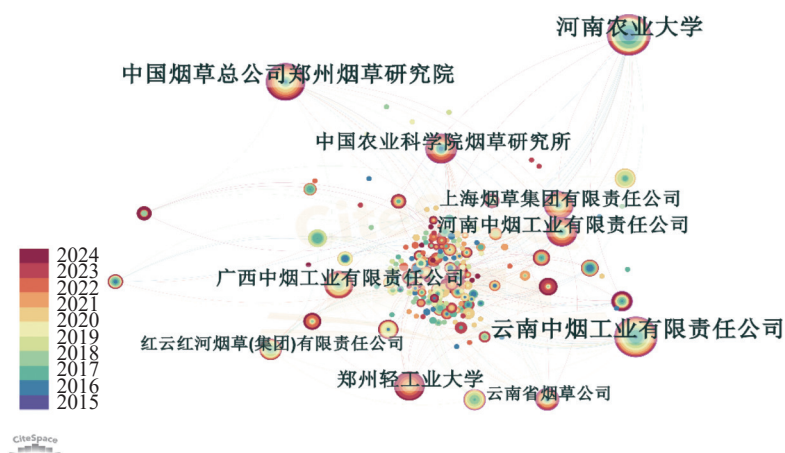 河南农业大学
中国烟草总公司郑州烟草研究院
中国农业科学院烟草研究所
上海烟草集团有限责任公司
河南中烟工业有限责任公司
广西中烟工业有限责任公司
云南中烟工业有限责任公司
红云红河烟草(集团)有限责任公司
郑州轻工业大学
云南省烟草公司
2024
2023
2022
2021
2020
2019
2018
2017
2016
2015
CiteSpace